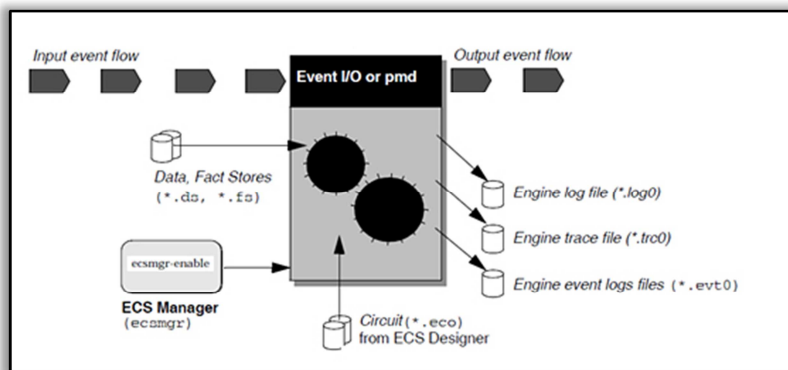 Input event flow
Output event flow
Event I/O or pmd
Data, Fact Stores
(*.ds, *.fs)
Engine log file (*.log0)
Engine trace file (*.trc0)
Engine event logs files (*.evt0)
ecsmgr-enable
ECS Manager
(ecsmgr)
Circuit(*.eco)
from ECS Designer